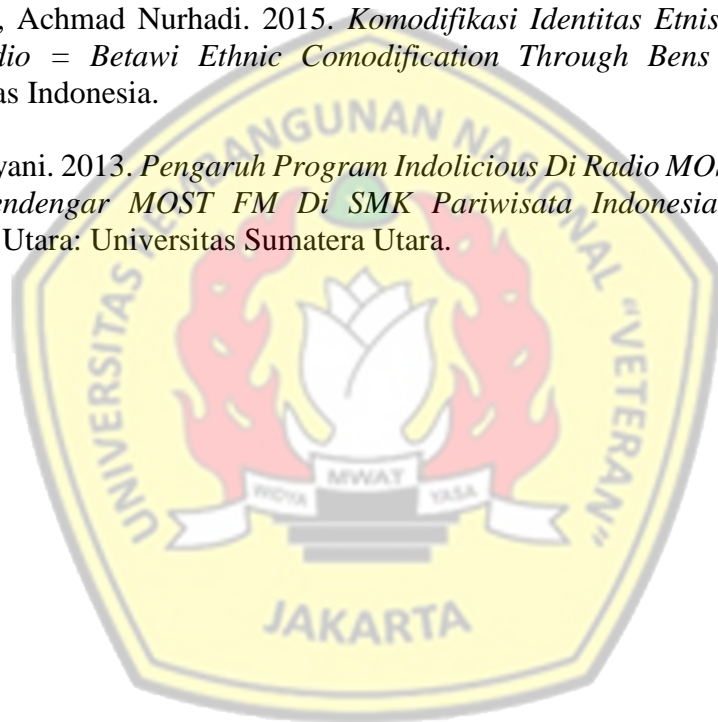 , Achmad Nurhadi. 2015. Komodifikasi Identitas Etnis
dio = Betawi Ethnic Comodification Through Bens
as Indonesia.
yani. 2013. Pengaruh Program Indolicious Di Radio MOS
endengar MOST FM Di SMK Pariwisata Indonesia
Utara: Universitas Sumatera Utara.
UNIVERSITAS PEMBANGUNAN NASIONAL "VETERAN"
WIDYA MWAT YASA
JAKARTA